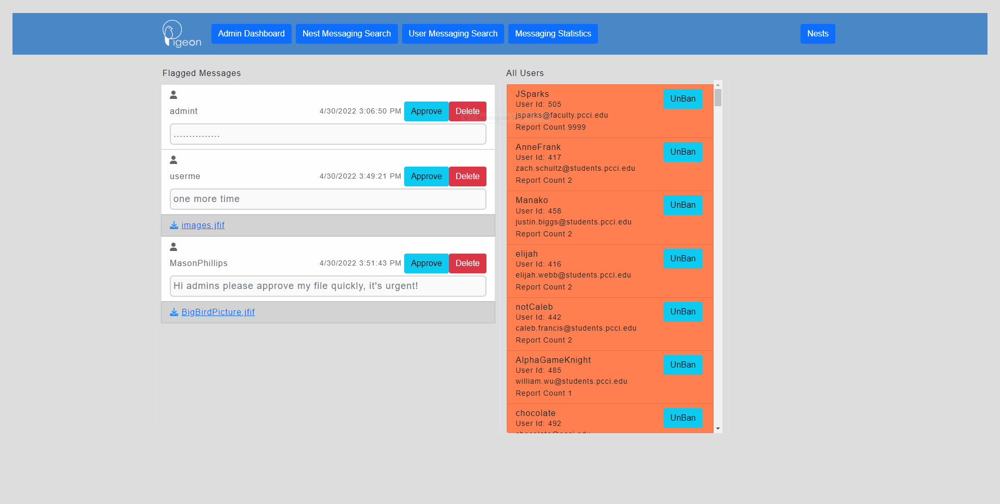 Pigeon
Admin Dashboard
Nest Messaging Search
User Messaging Search
Messaging Statistics
Nests
Flagged Messages
admint
4/30/2022 3:06:50 PM
Approve
Delete
...............
userme
4/30/2022 3:49:21 PM
Approve
Delete
one more time
images.jfif
MasonPhillips
4/30/2022 3:51:43 PM
Approve
Delete
Hi admins please approve my file quickly, it's urgent!
BigBirdPicture.jfif
All Users
JSparks
UnBan
User Id: 505
jsparks@faculty.pcci.edu
Report Count 9999
AnneFrank
UnBan
User Id: 417
zach.schultz@students.pcci.edu
Report Count 2
Manako
UnBan
User Id: 458
justin.biggs@students.pcci.edu
Report Count 2
elijah
UnBan
User Id: 416
elijah.webb@students.pcci.edu
Report Count 2
notCaleb
UnBan
User Id: 442
caleb.francis@students.pcci.edu
Report Count 2
AlphaGameKnight
UnBan
User Id: 485
william.wu@students.pcci.edu
Report Count 1
chocolate
UnBan
User Id: 492